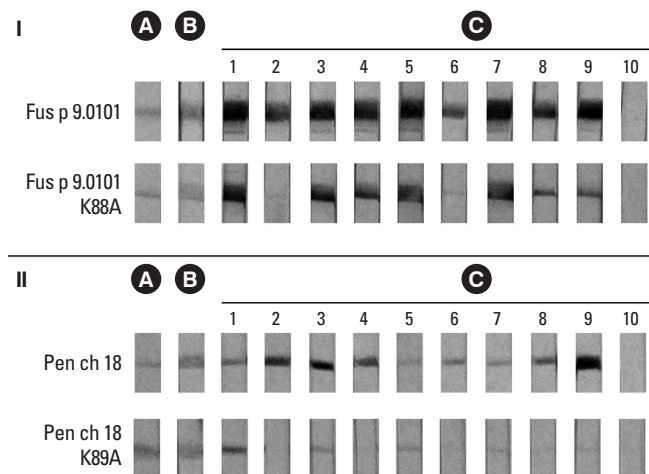 I A B C
1 2 3 4 5 6 7 8 9 10
Fus p 9.0101
Fus p 9.0101
K88A
II A B C
1 2 3 4 5 6 7 8 9 10
Pen ch 18
Pen ch 18
K89A